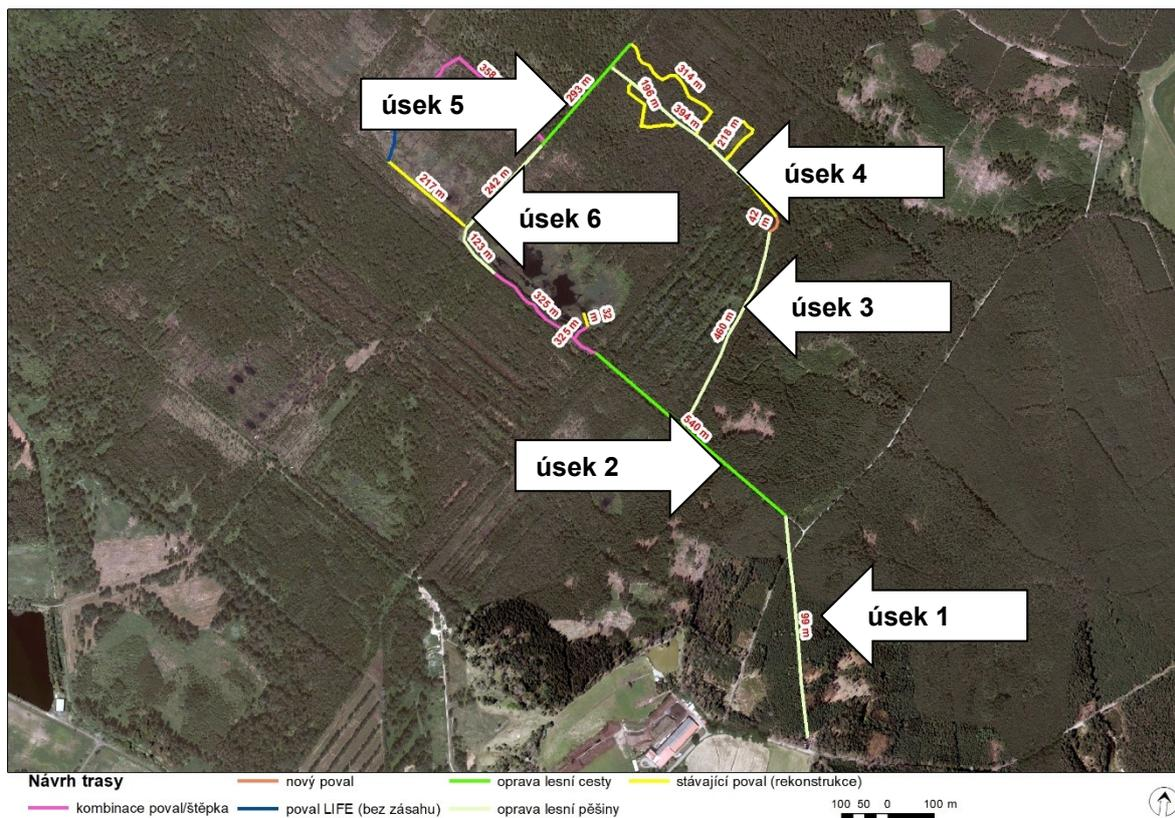 358
úsek 5
293 m
314 m
196 m
394 m
218 m
úsek 4
217 m
242 m
42 m
úsek 6
123 m
325 m
32 m
325 m
úsek 3
460 m
540 m
úsek 2
99 m
úsek 1
Návrh trasy
nový poval
oprava lesní cesty
stávající poval (rekonstrukce)
kombinace poval/štěpka
poval LIFE (bez zásahu)
oprava lesní pěšiny
100 50 0 100 m